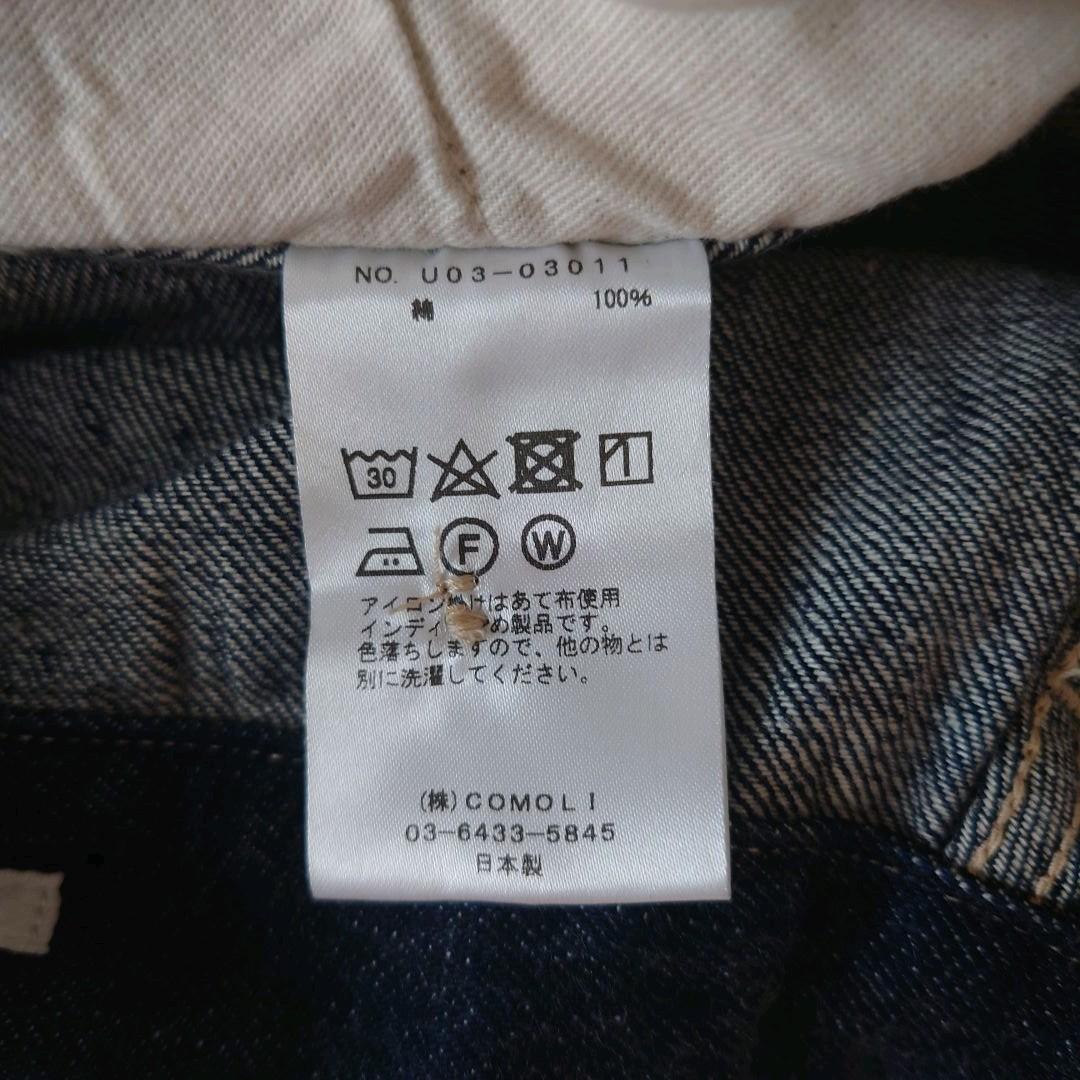 NO. U03−03011
綿 100%
30
F W
アイロン はあて布使用
インディ め製品です。
色落ちしますので、他の物とは
別に洗濯してください。
(株)COMOLI
03−6433−5845
日本製